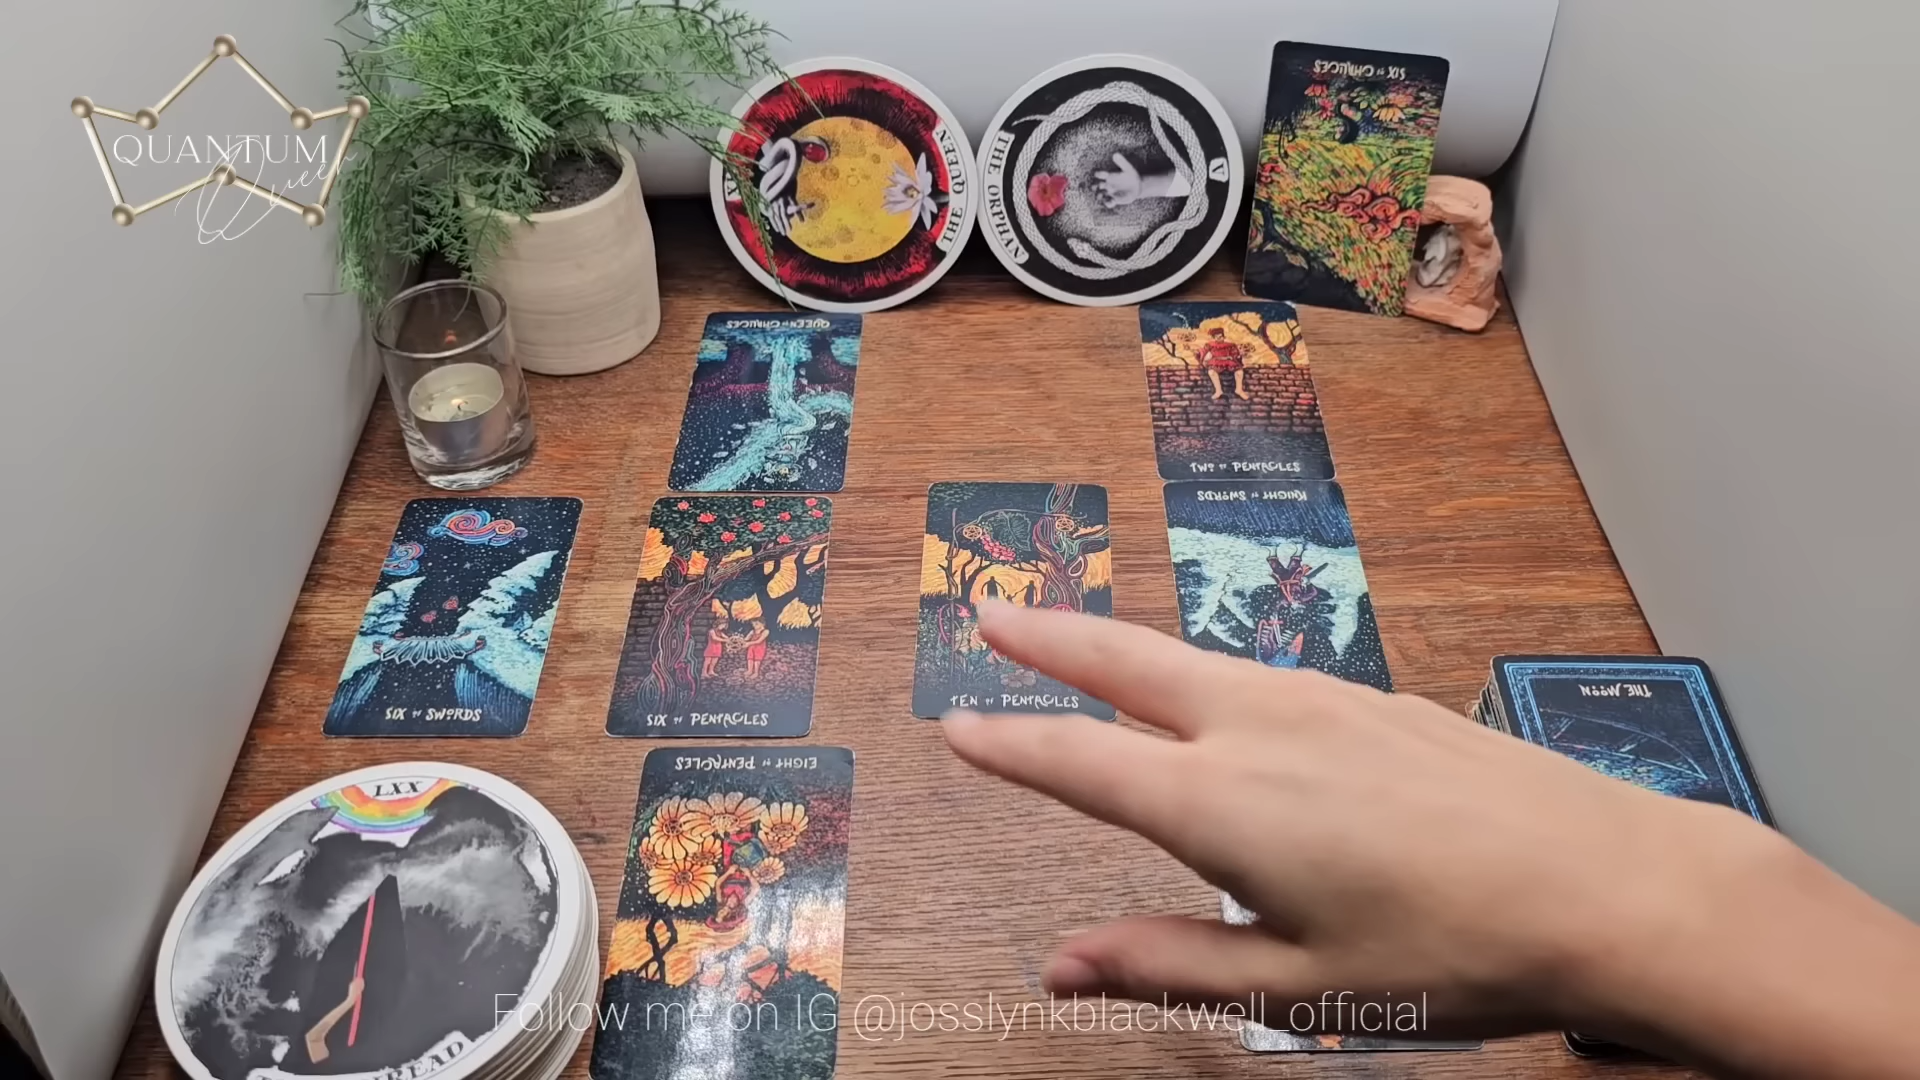 QUANTUM
Queen
THE QUEEN
THE ORPHAN
V
SIX OF CHALICES
QUEEN OF CHALICES
TWO OF PENTACLES
KNIGHT OF SWORDS
SIX OF SWORDS
SIX OF PENTACLES
TEN OF PENTACLES
THE MOON
EIGHT OF PENTACLES
LXX
Follow me on IG @josslynkblackwell_official